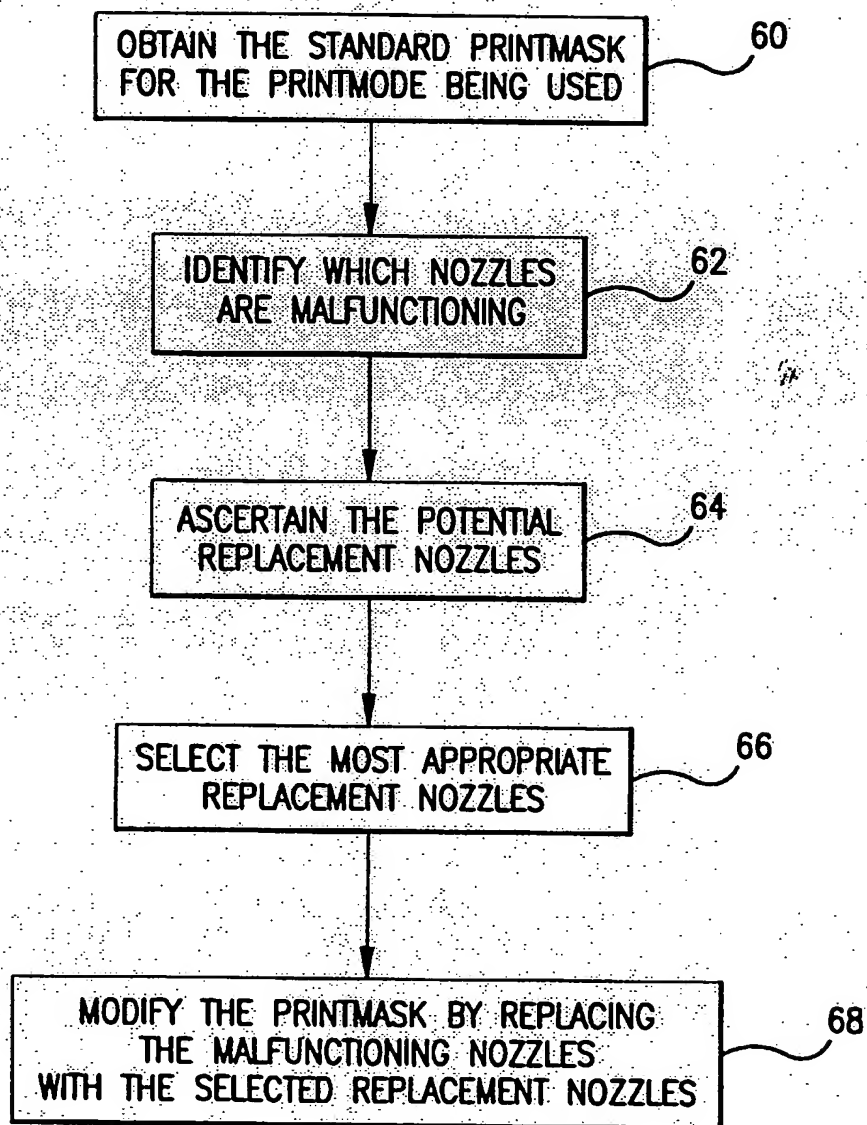 OBTAIN THE STANDARD PRINTMASK
FOR THE PRINTMODE BEING USED
60
IDENTIFY WHICH NOZZLES
ARE MALFUNCTIONING
62
ASCERTAIN THE POTENTIAL
REPLACEMENT NOZZLES
64
SELECT THE MOST APPROPRIATE
REPLACEMENT NOZZLES
66
MODIFY THE PRINTMASK BY REPLACING
THE MALFUNCTIONING NOZZLES
WITH THE SELECTED REPLACEMENT NOZZLES
68